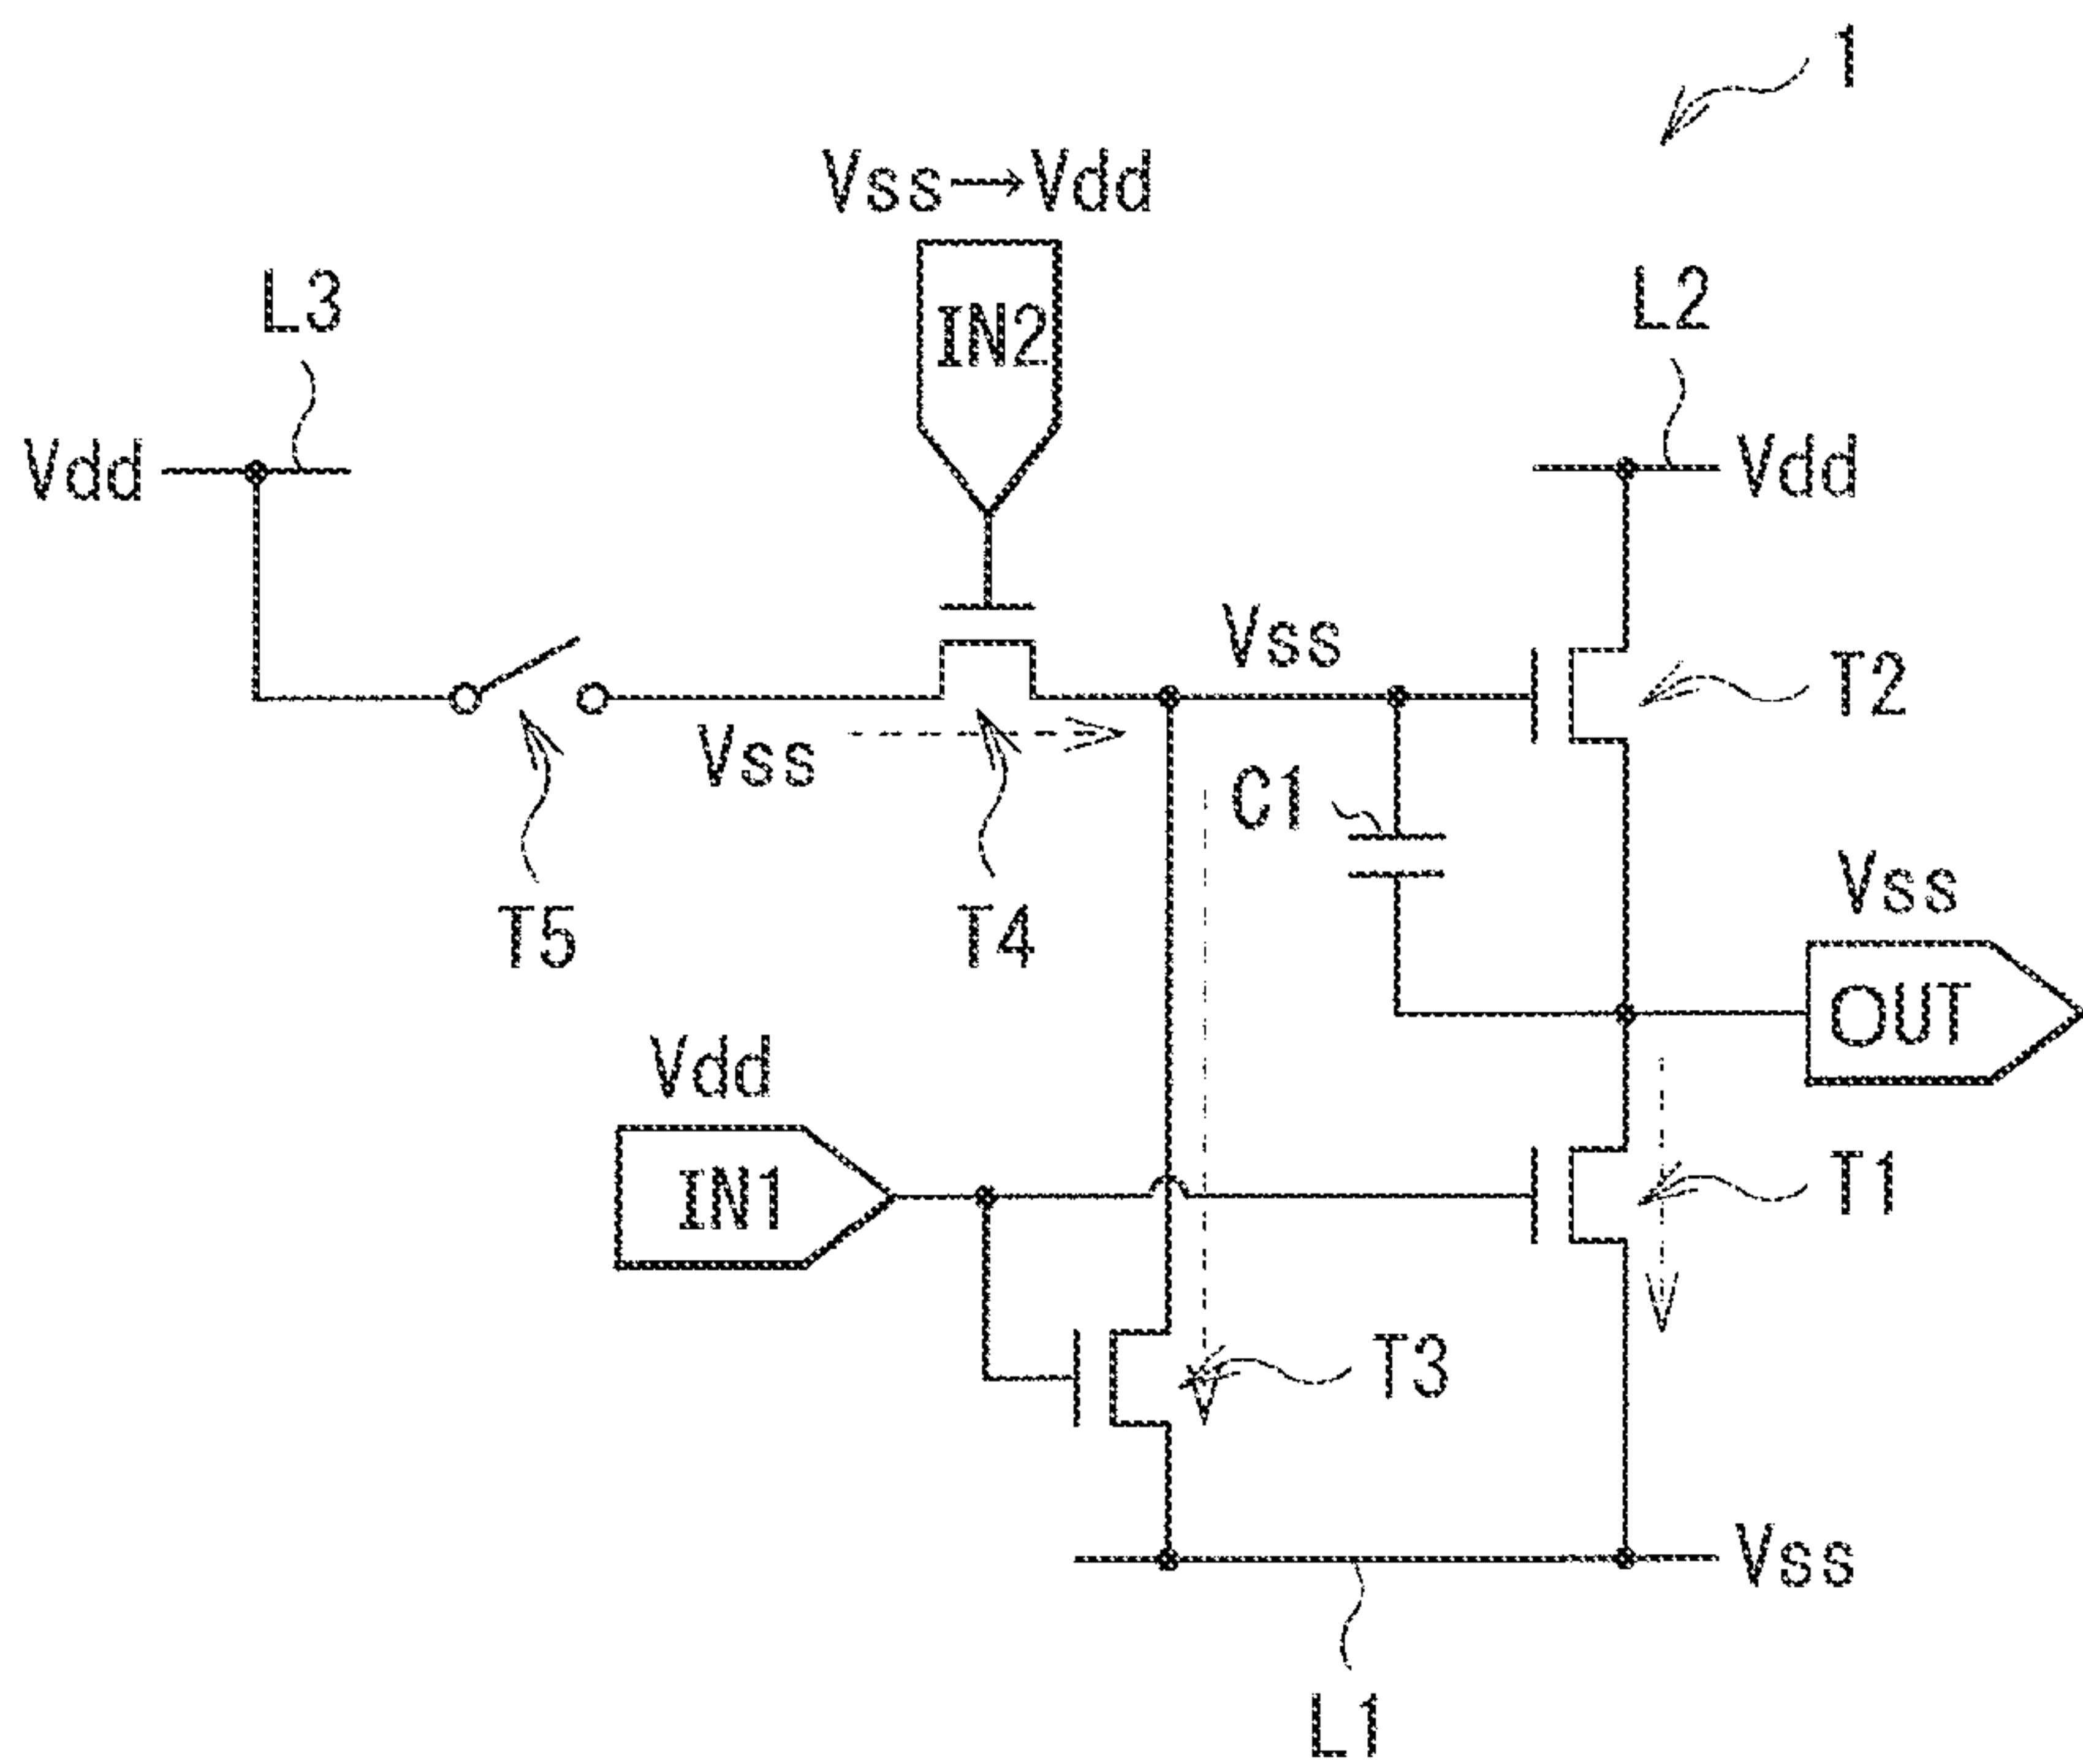 1
Vss→Vdd
L3
IN2
L2
Vdd
Vdd
Vss
T2
Vss
C1
T5
T4
Vss
OUT
Vdd
IN1
T1
T3
Vss
L1